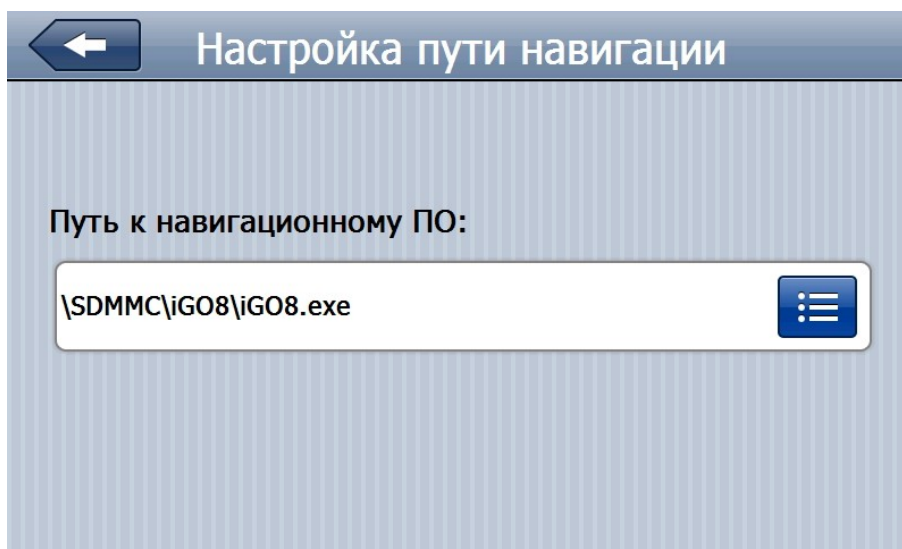 Настройка пути навигации
Путь к навигационному ПО:
\SDMMC\iGO8\iGO8.exe